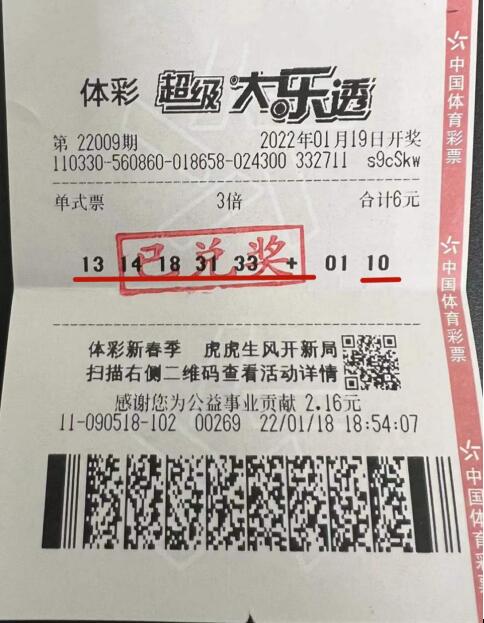 体彩 超级大乐透
第 22009期 2022年01月19日开奖
110330-560860-018658-024300 332711 s9cSkw
单式票 3倍 合计6元
已兑奖
13 14 18 31 33 + 01 10
体彩新春季 虎虎生风开新局
扫描右侧二维码查看活动详情
感谢您为公益事业贡献 2.16元
11-090518-102 00269 22/01/18 18:54:07
中国体育彩票
中国体育彩票
中国体育彩票